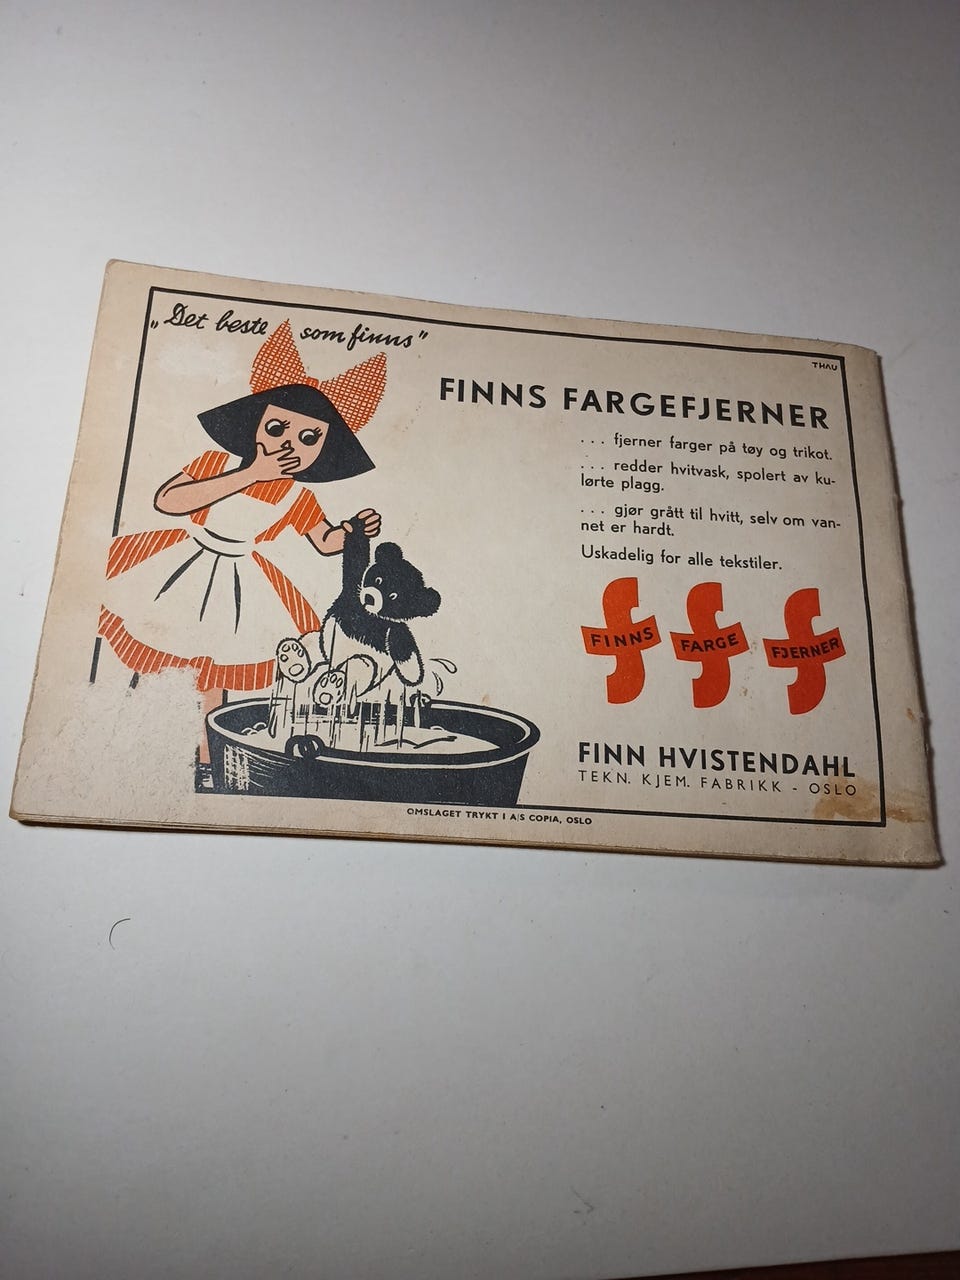 „Det beste som finns”
THAU
FINNS FARGEFJERNER
. . . fjerner farger på tøy og trikot.
. . . redder hvitvask, spolert av ku-
lørte plagg.
. . . gjør grått til hvitt, selv om van-
net er hardt.
Uskadelig for alle tekstiler.
FINNS FARGE FJERNER
FINN HVISTENDAHL
TEKN. KJEM. FABRIKK - OSLO
OMSLAGET TRYKT I A/S COPIA, OSLO